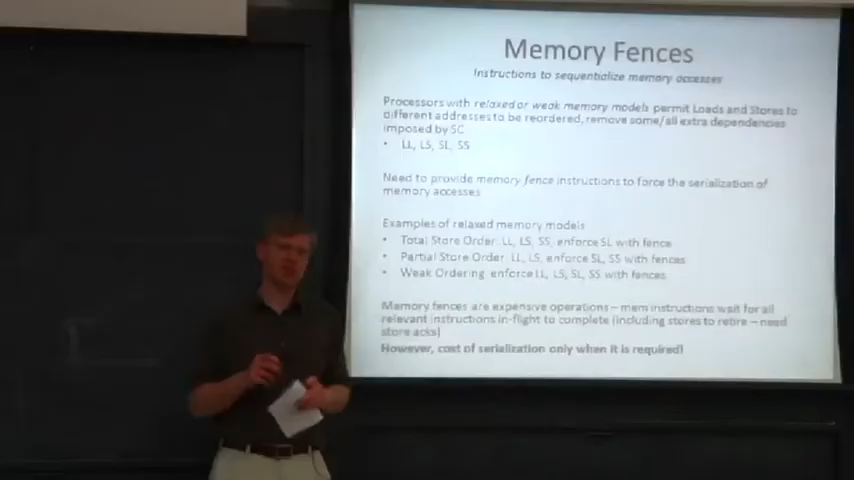 Memory Fences
Instructions to sequentialize memory accesses
Processors with relaxed or weak memory models permit Loads and Stores to
different addresses to be reordered, remove some/all extra dependencies
imposed by SC
• LL, LS, SL, SS
Need to provide memory fence instructions to force the serialization of
memory accesses
Examples of relaxed memory models
• Total Store Order: LL, LS, SS, enforce SL with fence
• Partial Store Order: LL, LS, enforce SL, SS with fences
• Weak Ordering: enforce LL, LS, SL, SS with fences
Memory fences are expensive operations – mem instructions wait for all
relevant instructions in-flight to complete (including stores to retire – need
store acks)
However, cost of serialization only when it is required!